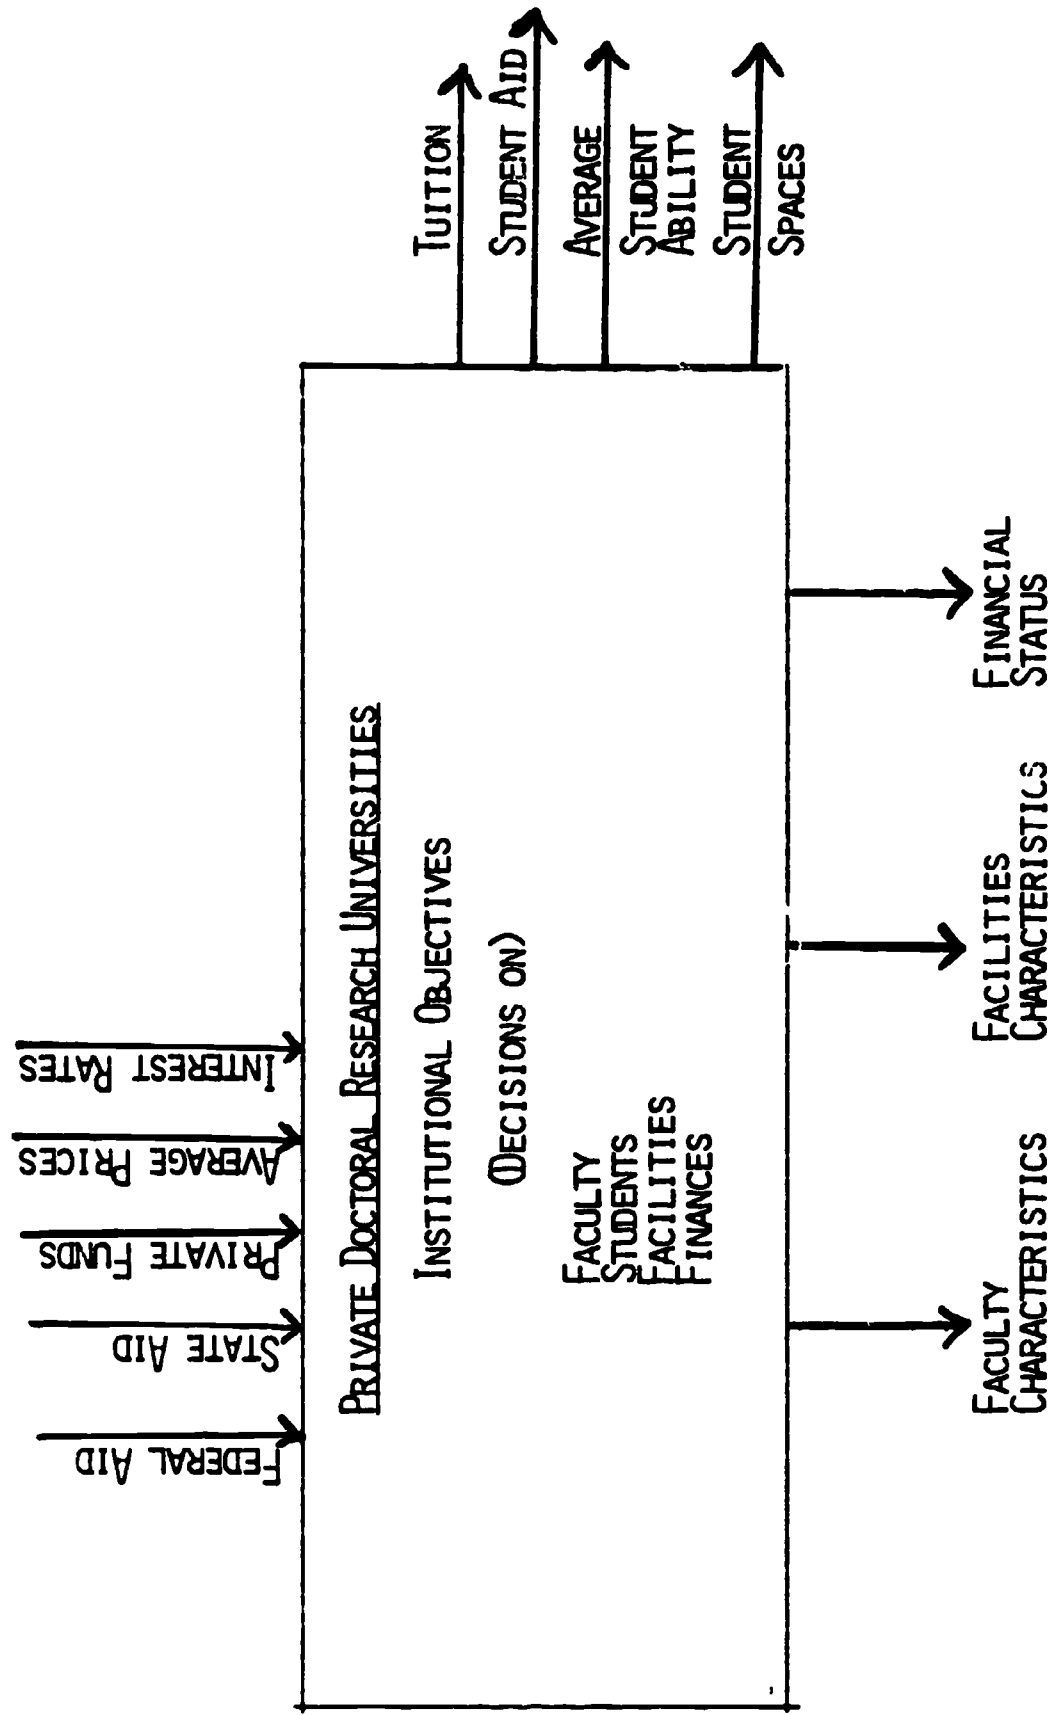 FEDERAL AID
STATE AID
PRIVATE FUNDS
AVERAGE PRICES
INTEREST RATES
PRIVATE DOCTORAL RESEARCH UNIVERSITIES
INSTITUTIONAL OBJECTIVES
(DECISIONS ON)
FACULTY
STUDENTS
FACILITIES
FINANCES
TUITION
STUDENT AID
AVERAGE
STUDENT
ABILITY
STUDENT
SPACES
FACULTY
CHARACTERISTICS
FACILITIES
CHARACTERISTICS
FINANCIAL
STATUS